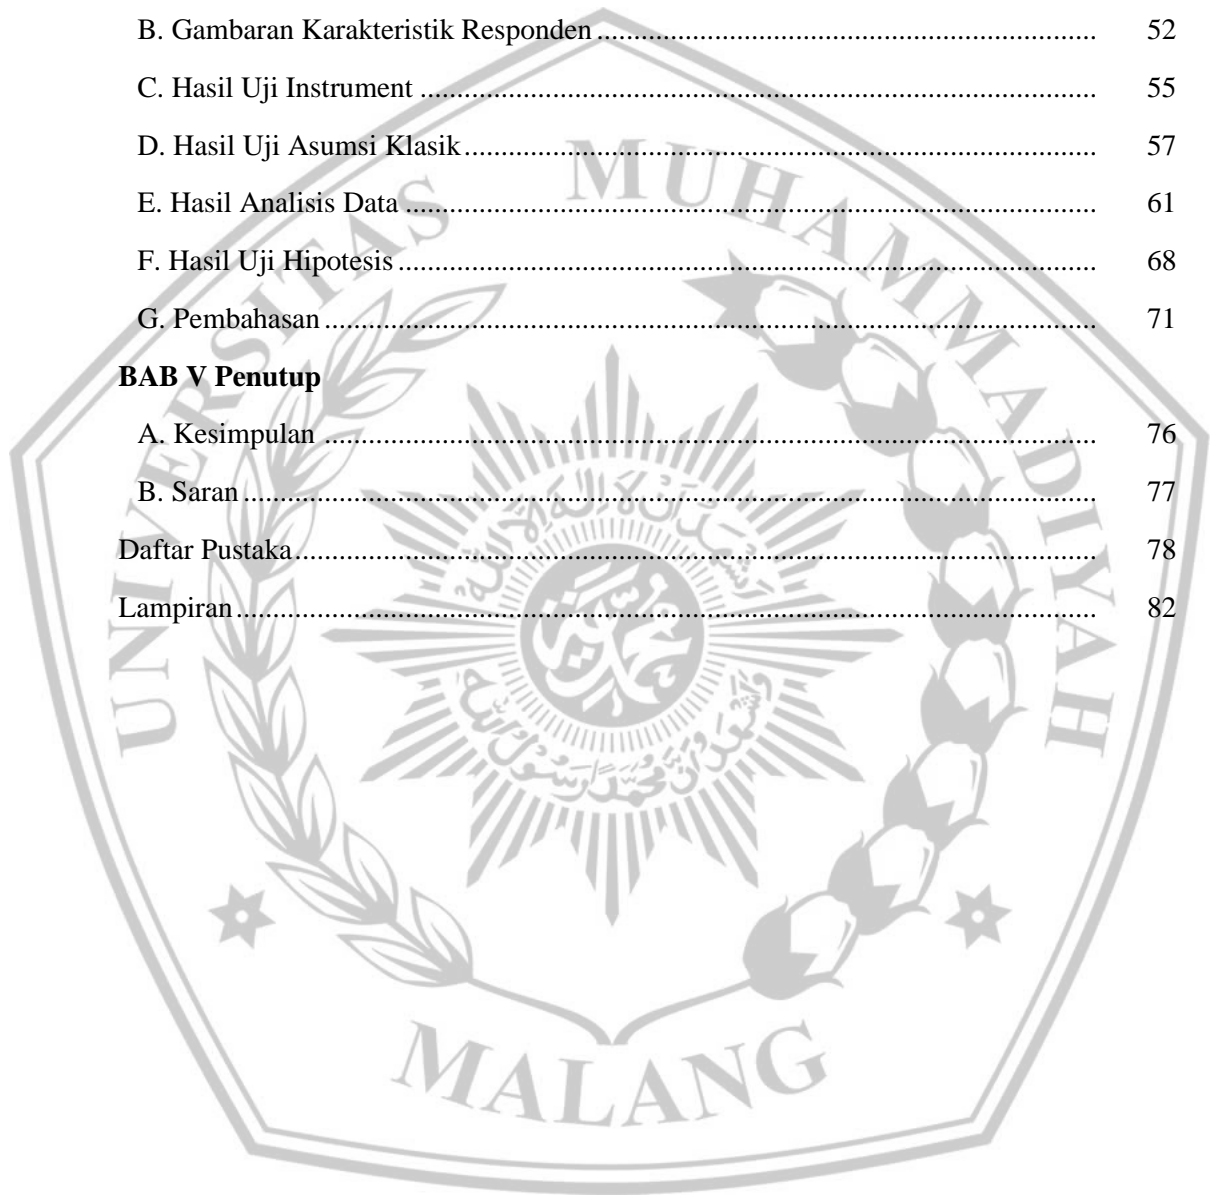 B. Gambaran Karakteristik Responden ........................................................................ 52
C. Hasil Uji Instrument ........................................................................ 55
D. Hasil Uji Asumsi Klasik ........................................................................ 57
E. Hasil Analisis Data ........................................................................ 61
F. Hasil Uji Hipotesis ........................................................................ 68
G. Pembahasan ........................................................................ 71
BAB V Penutup
A. Kesimpulan ........................................................................ 76
B. Saran ........................................................................ 77
Daftar Pustaka ........................................................................ 78
Lampiran ........................................................................ 82
UNIVERSITAS MUHAMMADIYAH
MALANG